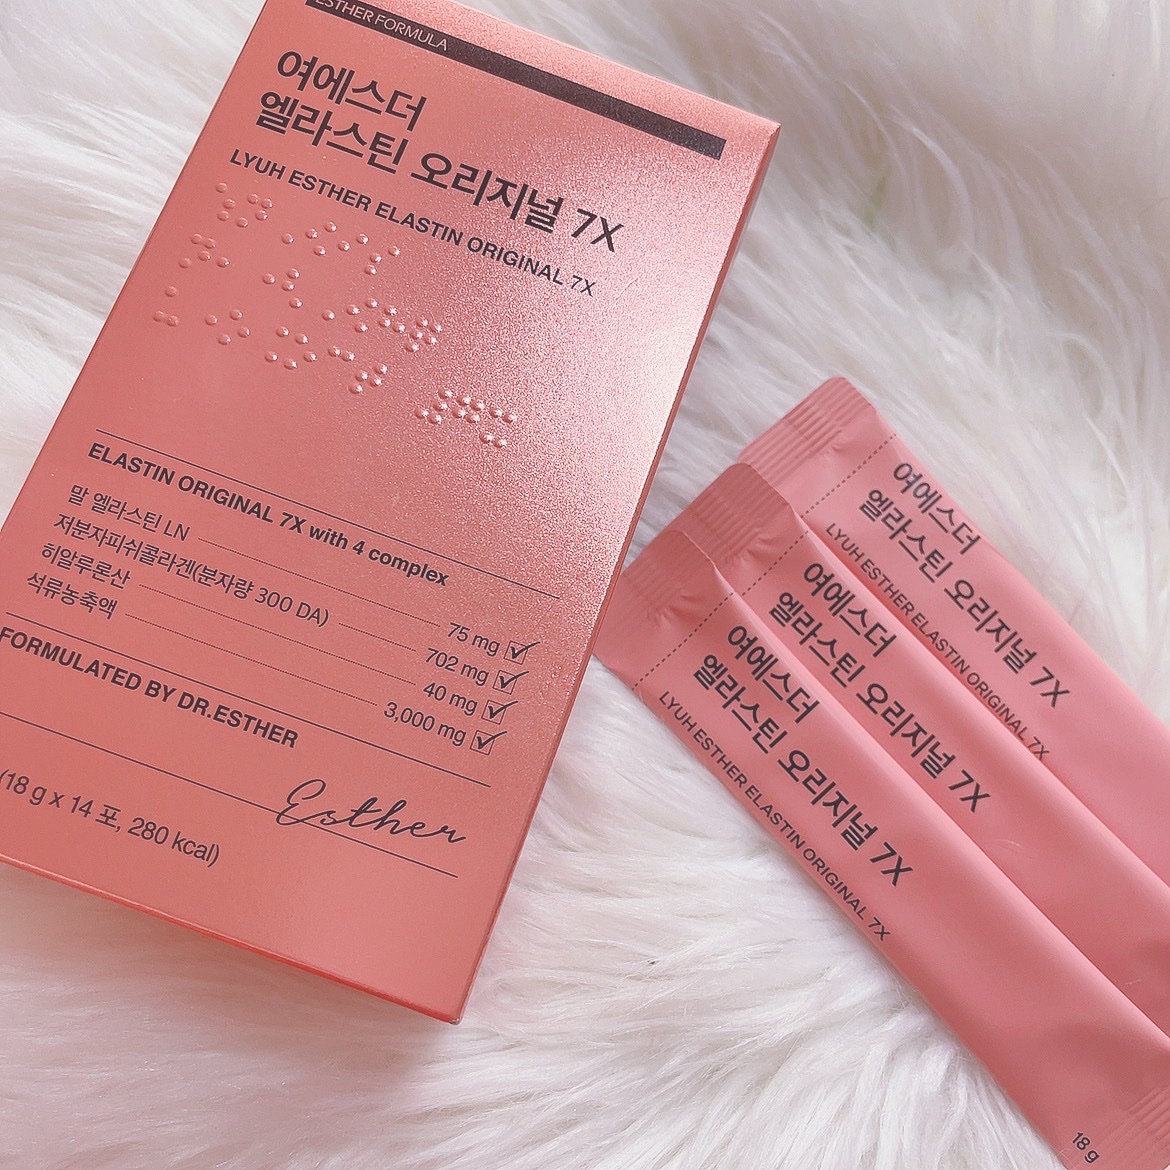 ESTHER FORMULA
여에스더
엘라스틴 오리지널 7X
LYUH ESTHER ELASTIN ORIGINAL 7X
ELASTIN ORIGINAL 7X with 4 complex
말 엘라스틴 LN 75 mg
저분자피쉬콜라겐(분자량 300 DA) 702 mg
히알루론산 40 mg
석류농축액 3,000 mg
FORMULATED BY DR.ESTHER
Esther
(18 g x 14 포, 280 kcal)
여에스더
엘라스틴 오리지널 7X
LYUH ESTHER ELASTIN ORIGINAL 7X
여에스더
엘라스틴 오리지널 7X
여에스더
엘라스틴 오리지널 7X
LYUH ESTHER ELASTIN ORIGINAL 7X
18 g